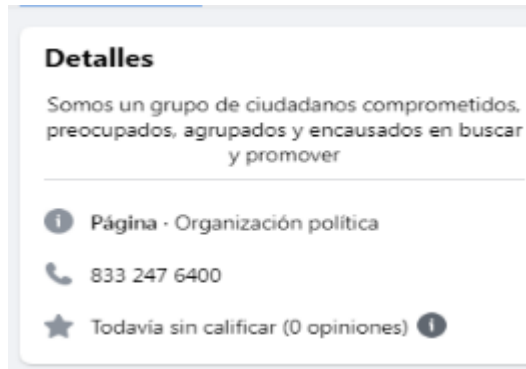 Detalles
Somos un grupo de ciudadanos comprometidos,
preocupados, agrupados y encausados en buscar
y promover
Página · Organización política
833 247 6400
Todavía sin calificar (0 opiniones)